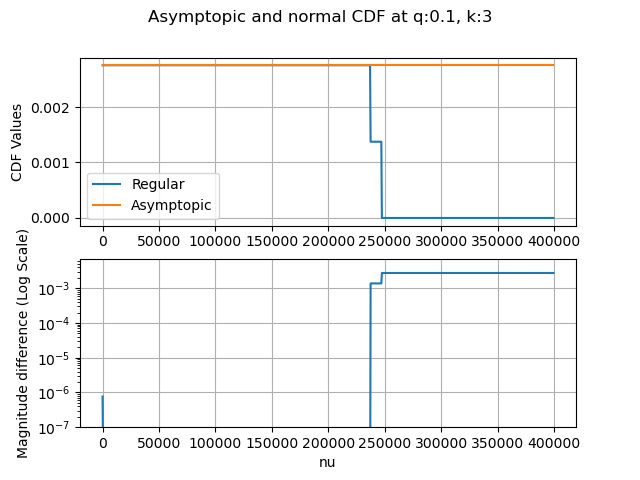 Asymptopic and normal CDF at q:0.1, k:3
CDF Values
0.002
0.001
0.000
Regular
Asymptopic
0 50000 100000 150000 200000 250000 300000 350000 400000
Magnitude difference (Log Scale)
10⁻³
10⁻⁴
10⁻⁵
10⁻⁶
10⁻⁷
0 50000 100000 150000 200000 250000 300000 350000 400000
nu